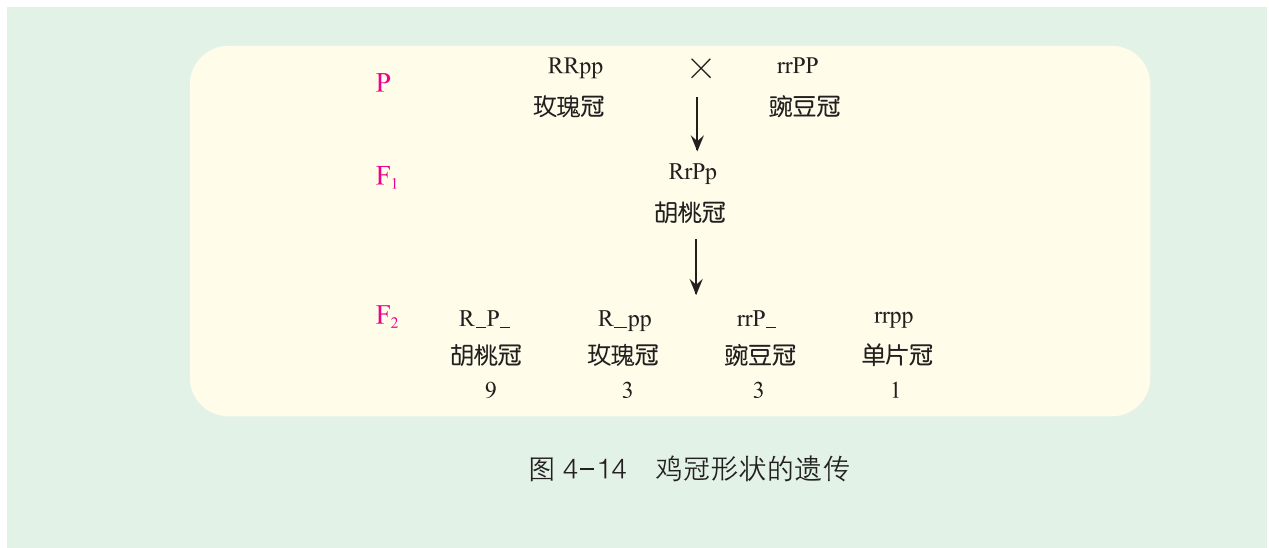 P RRpp × rrPP
玫瑰冠 豌豆冠
F₁ RrPp
胡桃冠
F₂ R_P_ R_pp rrP_ rrpp
胡桃冠 玫瑰冠 豌豆冠 单片冠
9 3 3 1
图 4-14 鸡冠形状的遗传